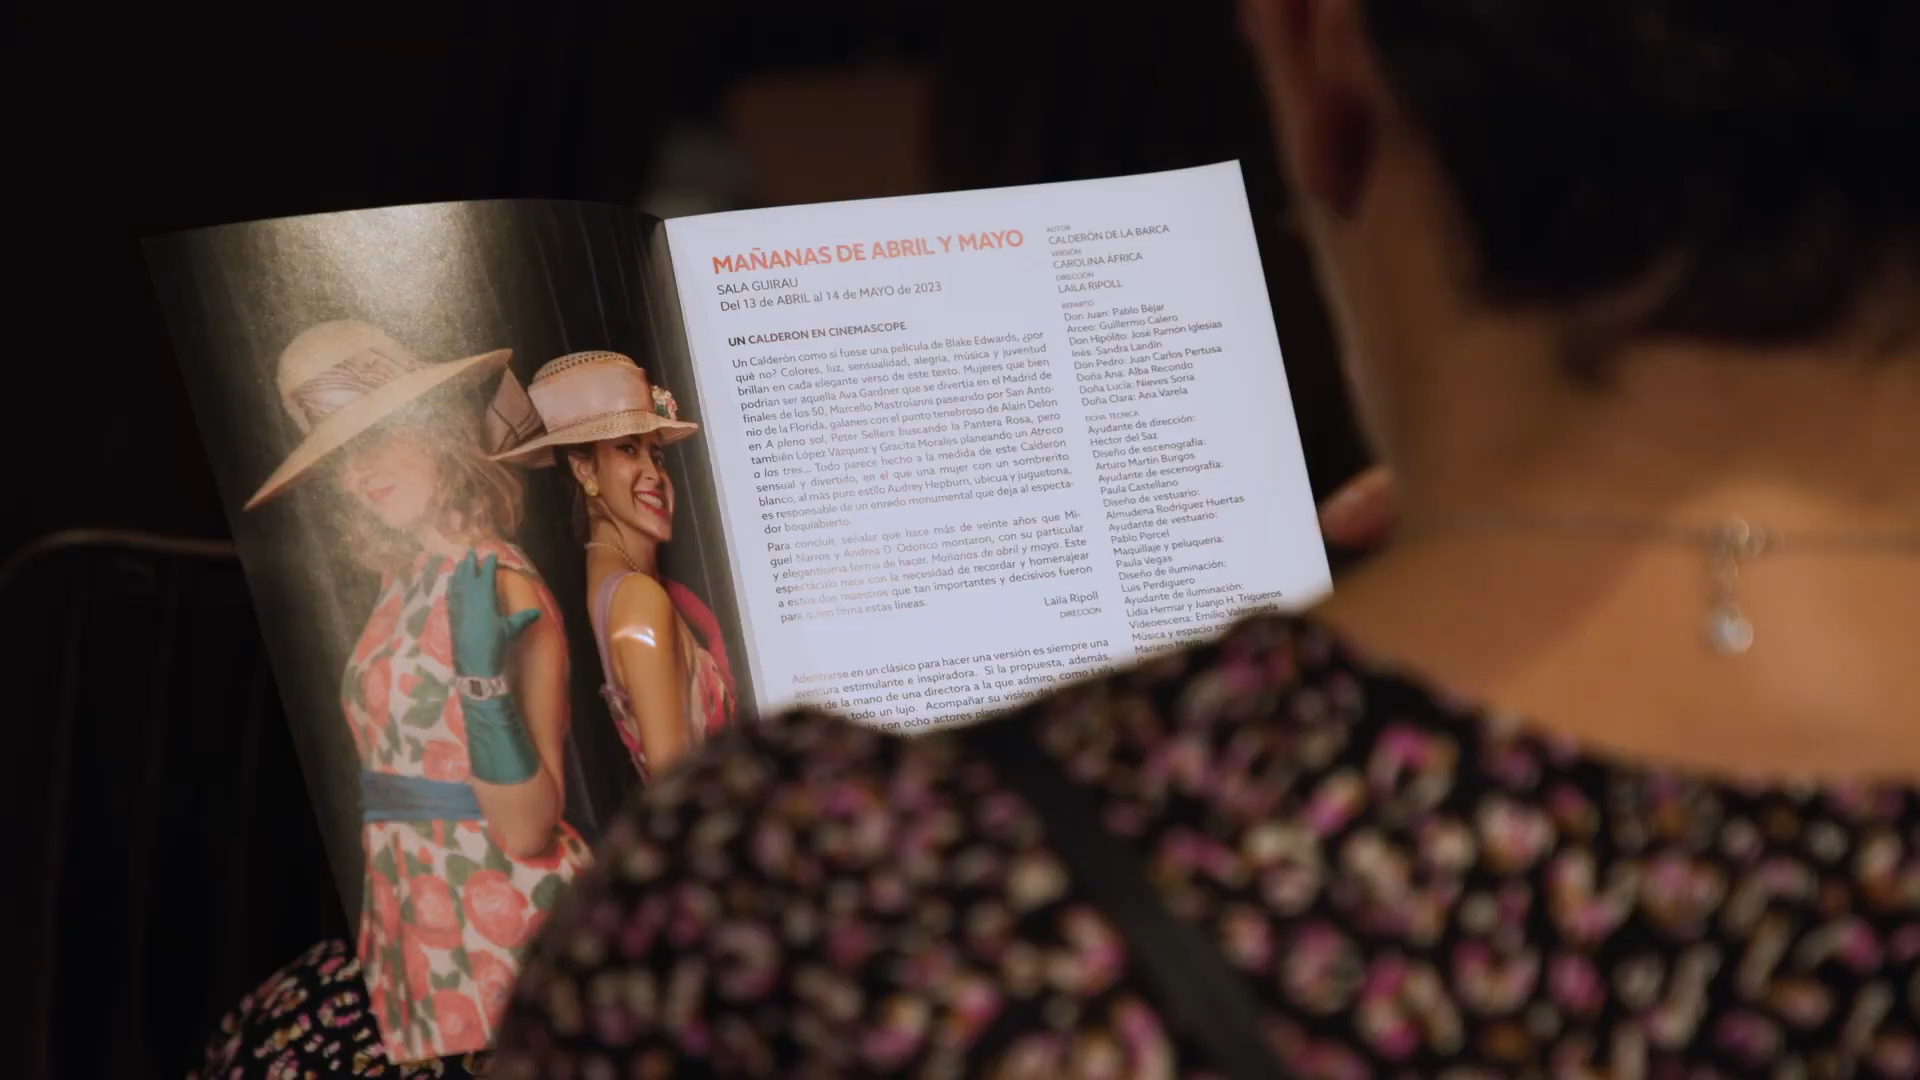 MAÑANAS DE ABRIL Y MAYO
SALA GUIRAU
Del 13 de ABRIL al 14 de MAYO de 2023
UN CALDERON EN CINEMASCOPE
Un Calderón como si fuese una película de Blake Edwards, ¿por
qué no? Colores, luz, sensualidad, alegría, música y juventud
brillan en cada elegante verso de este texto. Mujeres que bien
podrían ser aquella Ava Gardner que se divertía en el Madrid de
finales de los 50, Marcello Mastroianni paseando por San Anto-
nio de la Florida, galanes con el punto tenebroso de Alain Delon
en A pleno sol, Peter Sellers buscando la Pantera Rosa, pero
también López Vázquez y Gracita Morales planeando un Atraco
a las tres... Todo parece hecho a la medida de este Calderón
sensual y divertido, en el que una mujer con un sombrerito
blanco, al más puro estilo Audrey Hepburn, ubicua y juguetona,
es responsable de un enredo monumental que deja al especta-
dor boquiabierto.
Para concluir, señalar que hace más de veinte años que Mi-
guel Narros y Andrea D´Odorico montaron, con su particular
y elegantísima forma de hacer, Mañanas de abril y mayo. Este
espectáculo nace con la necesidad de recordar y homenajear
a estos dos maestros que tan importantes y decisivos fueron
para quien firma estas líneas.
Laila Ripoll
DIRECCIÓN
Adentrarse en un clásico para hacer una versión es siempre una
aventura estimulante e inspiradora. Si la propuesta, además,
de la mano de una directora a la que admiro, como Laila
todo un lujo. Acompañar su visión del
con ocho actores
AUTOR
CALDERÓN DE LA BARCA
VERSIÓN
CAROLINA ÁFRICA
DIRECCIÓN
LAILA RIPOLL
REPARTO
Don Juan: Pablo Béjar
Arceo: Guillermo Calero
Don Hipólito: José Ramón Iglesias
Inés: Sandra Landín
Don Pedro: Juan Carlos Pertusa
Doña Ana: Alba Recondo
Doña Lucía: Nieves Soria
Doña Clara: Ana Varela
FICHA TÉCNICA
Ayudante de dirección:
Héctor del Saz
Diseño de escenografía:
Arturo Martín Burgos
Ayudante de escenografía:
Paula Castellano
Diseño de vestuario:
Almudena Rodríguez Huertas
Ayudante de vestuario:
Pablo Porcel
Maquillaje y peluquería:
Paula Vegas
Diseño de iluminación:
Luis Perdiguero
Ayudante de iluminación:
Lidia Hermar y Juanjo H. Trigueros
Videoescena: Emilio Valenzuela
Música y espacio
Mariano Marín